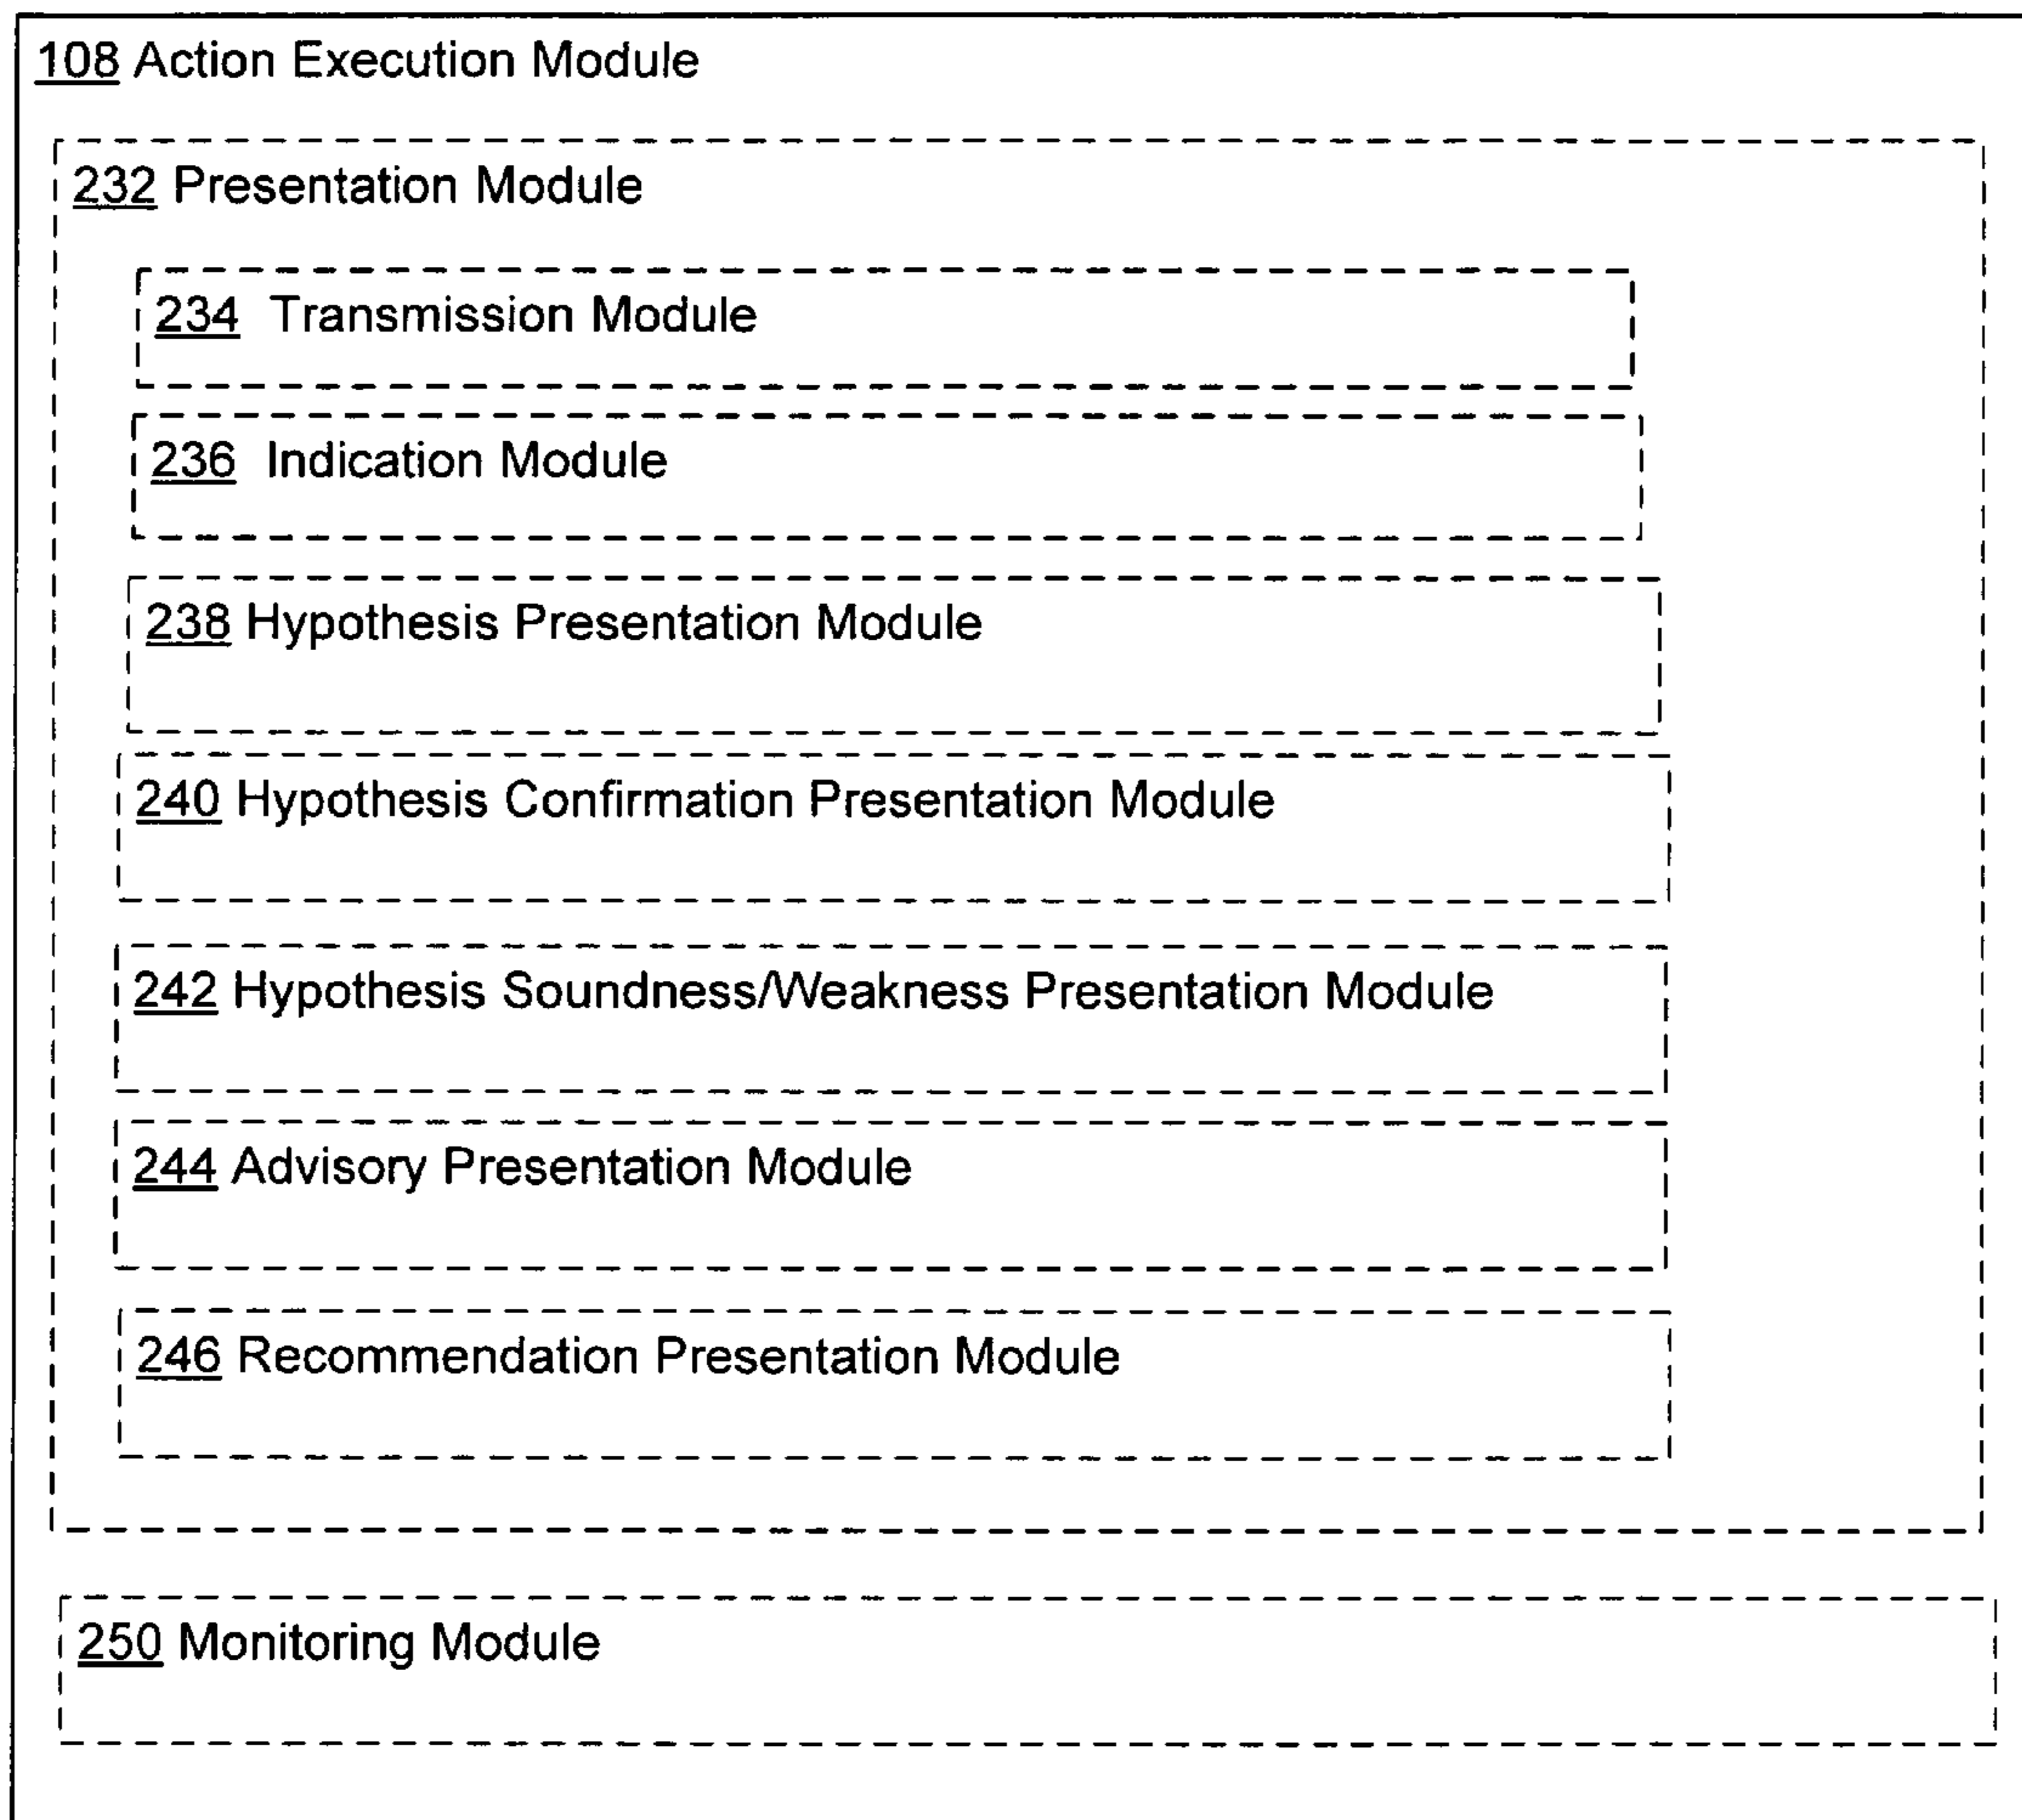 108 Action Execution Module
232 Presentation Module
234 Transmission Module
236 Indication Module
238 Hypothesis Presentation Module
240 Hypothesis Confirmation Presentation Module
242 Hypothesis Soundness/Weakness Presentation Module
244 Advisory Presentation Module
246 Recommendation Presentation Module
250 Monitoring Module